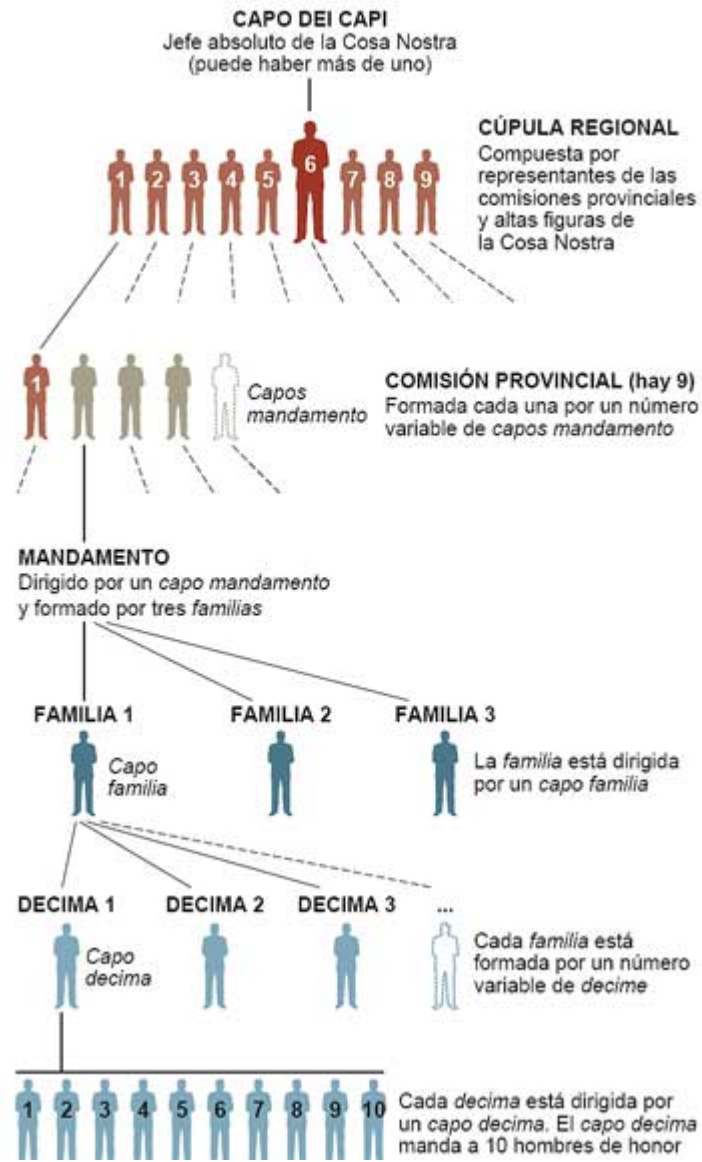 CAPO DEI CAPI
Jefe absoluto de la Cosa Nostra
(puede haber más de uno)
1 2 3 4 5 6 7 8 9
CÚPULA REGIONAL
Compuesta por
representantes de las
comisiones provinciales
y altas figuras de
la Cosa Nostra
1
Capos
mandamento
COMISIÓN PROVINCIAL (hay 9)
Formada cada una por un número
variable de capos mandamento
MANDAMENTO
Dirigido por un capo mandamento
y formado por tres familias
FAMILIA 1 FAMILIA 2 FAMILIA 3
Capo
familia
La familia está dirigida
por un capo familia
DECIMA 1 DECIMA 2 DECIMA 3 ...
Capo
decima
Cada familia está
formada por un número
variable de decime
1 2 3 4 5 6 7 8 9 10
Cada decima está dirigida por
un capo decima. El capo decima
manda a 10 hombres de honor